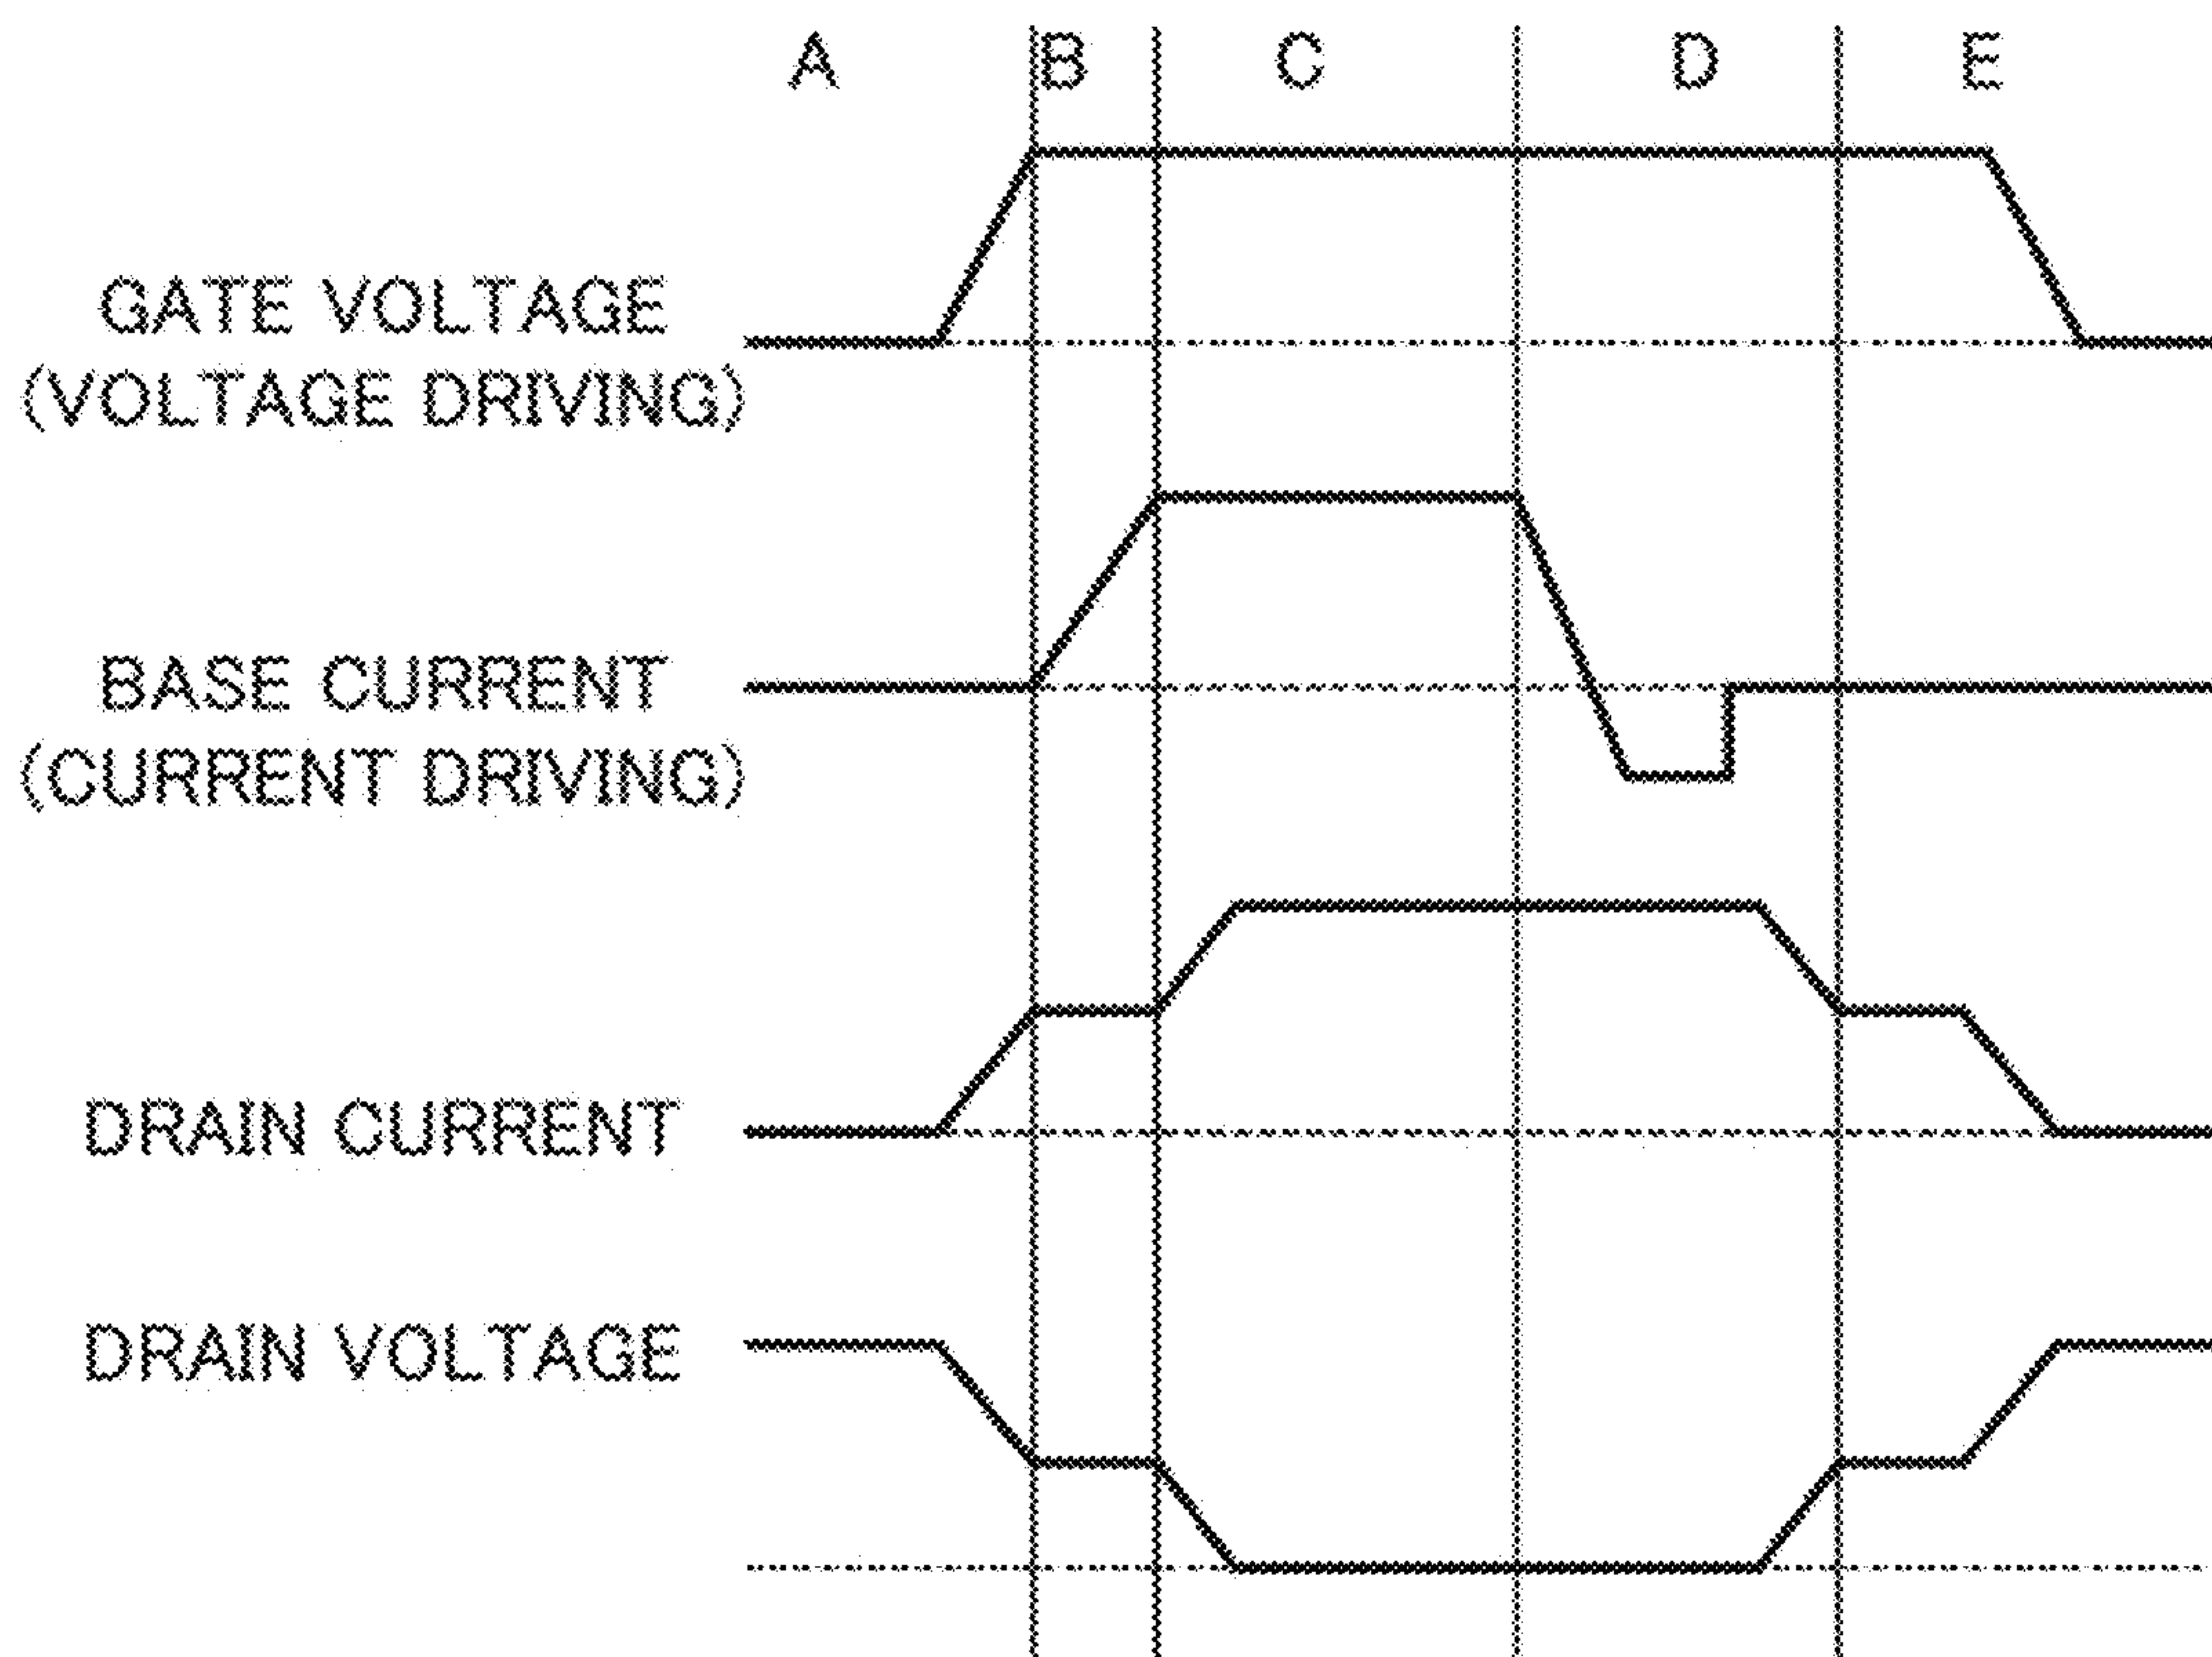 A B C D E
GATE VOLTAGE
(VOLTAGE DRIVING)
BASE CURRENT
(CURRENT DRIVING)
DRAIN CURRENT
DRAIN VOLTAGE